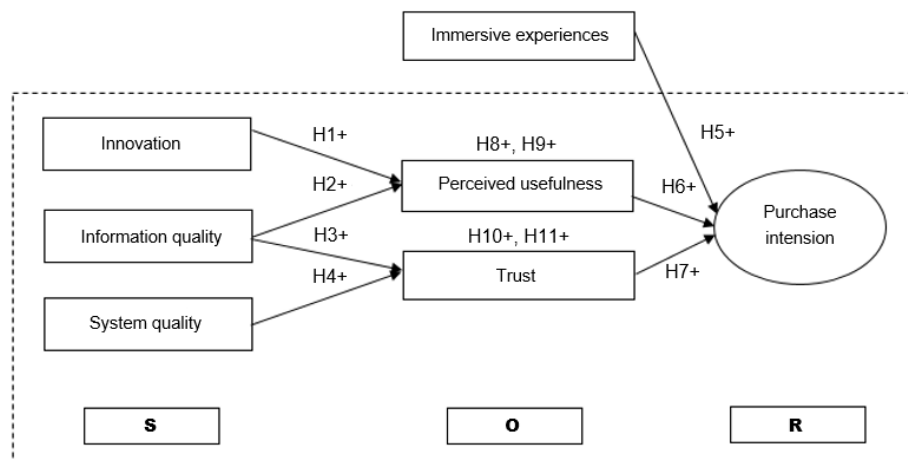 Immersive experiences
Innovation
H1+
H8+, H9+
H5+
H2+
Perceived usefulness
H6+
Information quality
H3+
H10+, H11+
Purchase
intension
H4+
Trust
H7+
System quality
S
O
R